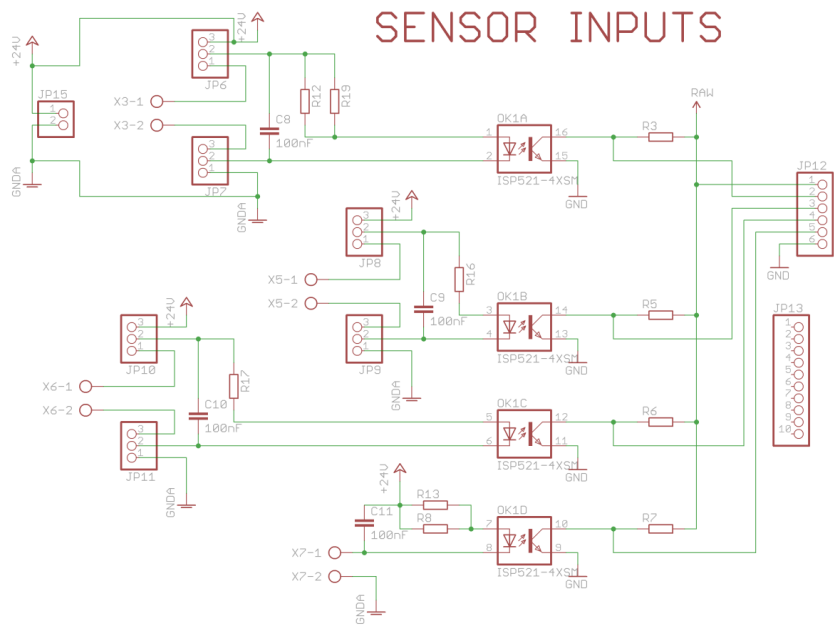 SENSOR INPUTS
+24V
+24V
3
2
1
JP6
JP15
1
2
X3-1
X3-2
C8
100nF
R12
R19
3
2
1
JP7
GNDA
GNDA
OK1A
1
2
16
15
ISP521-4XSM
GND
R3
RAW
JP12
1
2
3
4
5
6
GND
+24V
3
2
1
JP8
X5-1
X5-2
C9
100nF
R16
3
2
1
JP9
GNDA
OK1B
3
4
14
13
ISP521-4XSM
GND
R5
JP13
1
2
3
4
5
6
7
8
9
10
+24V
3
2
1
JP10
X6-1
X6-2
C10
100nF
R17
3
2
1
JP11
GNDA
OK1C
5
6
12
11
ISP521-4XSM
GND
R6
+24V
R13
R8
C11
100nF
X7-1
X7-2
GNDA
OK1D
7
8
10
9
ISP521-4XSM
GND
R7